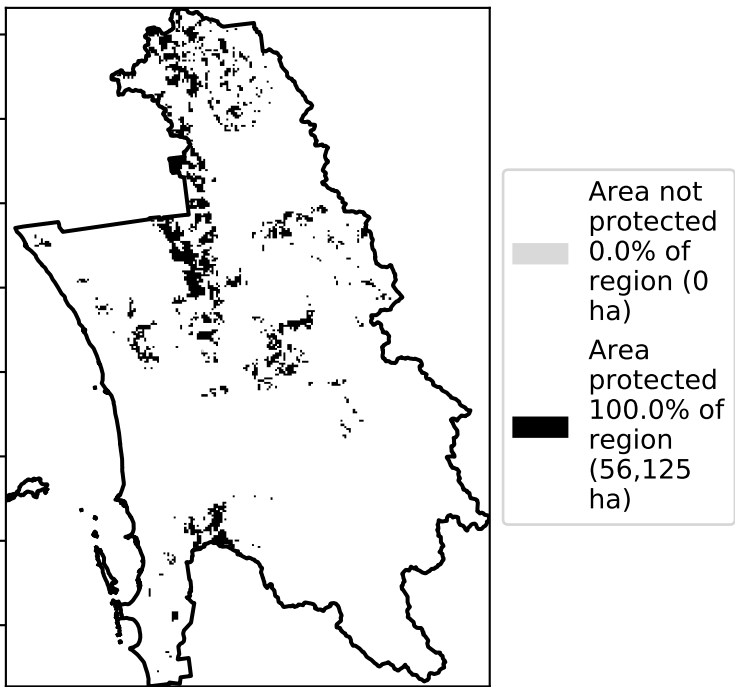 Area not
protected
0.0% of
region (0
ha)
Area
protected
100.0% of
region
(56,125
ha)